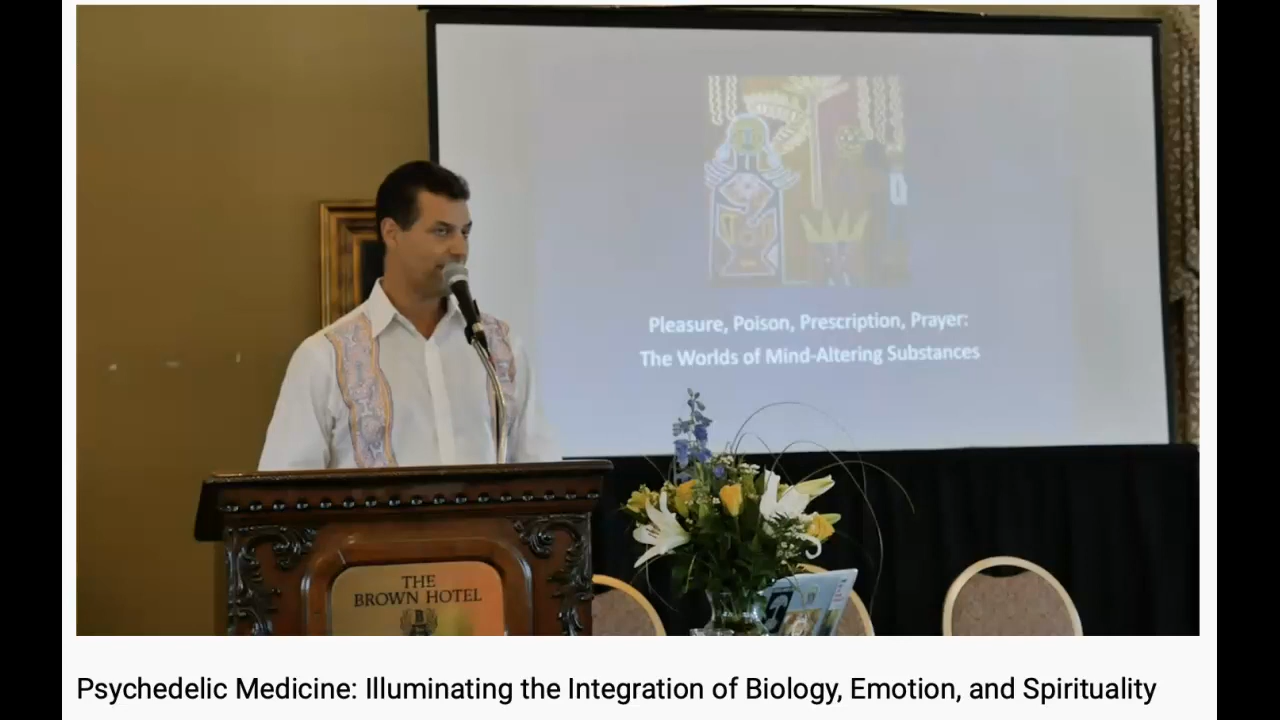 Pleasure, Poison, Prescription, Prayer:
The Worlds of Mind-Altering Substances
THE
BROWN HOTEL
B
Psychedelic Medicine: Illuminating the Integration of Biology, Emotion, and Spirituality